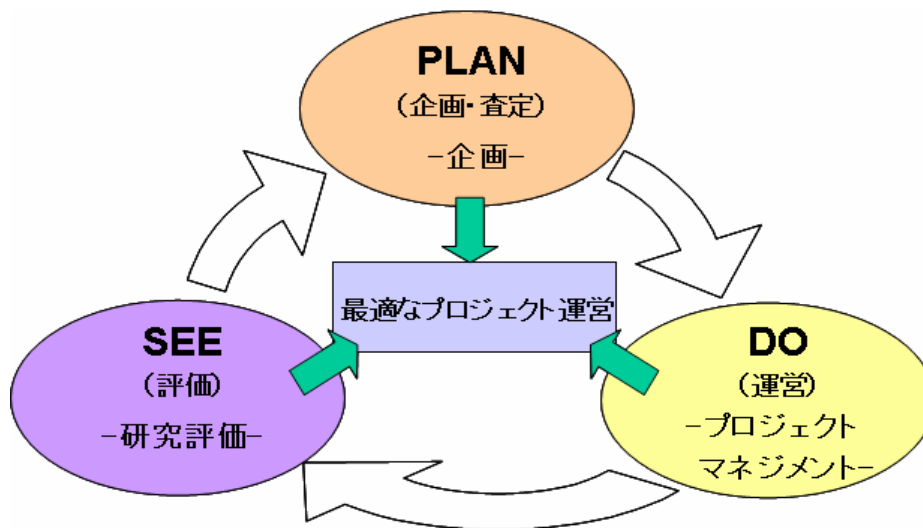 PLAN
(企画・査定)
-企画-
最適なプロジェクト運営
SEE
(評価)
-研究評価-
DO
(運営)
-プロジェクト
マネジメント-